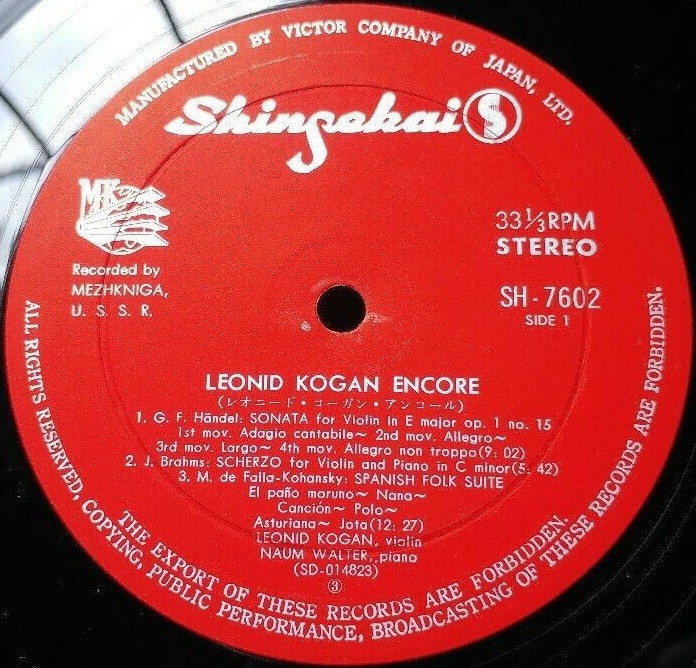 MANUFACTURED BY VICTOR COMPANY OF JAPAN, LTD.
Shinsekai S
MK
33 1/3 RPM
STEREO
Recorded by
MEZHKNIGA,
U. S. S. R.
SH-7602
SIDE 1
LEONID KOGAN ENCORE
(レオニード・コーガン・アンコール)
1. G. F. Händel: SONATA for Violin in E major op. 1 no. 15
1st mov. Adagio cantabile~ 2nd mov. Allegro~
3rd mov. Largo~ 4th mov. Allegro non troppo(9: 02)
2. J. Brahms: SCHERZO for Violin and Piano in C minor(5: 42)
3. M. de Falla-Kohansky: SPANISH FOLK SUITE
El paño moruno~ Nana~
Canción~ Polo~
Asturiana~ Jota(12: 27)
LEONID KOGAN, violin
NAUM WALTER, piano
(SD-014823)
③
ALL RIGHTS RESERVED, COPYING, PUBLIC PERFORMANCE, BROADCASTING OF THESE RECORDS ARE FORBIDDEN.
THE EXPORT OF THESE RECORDS ARE FORBIDDEN.